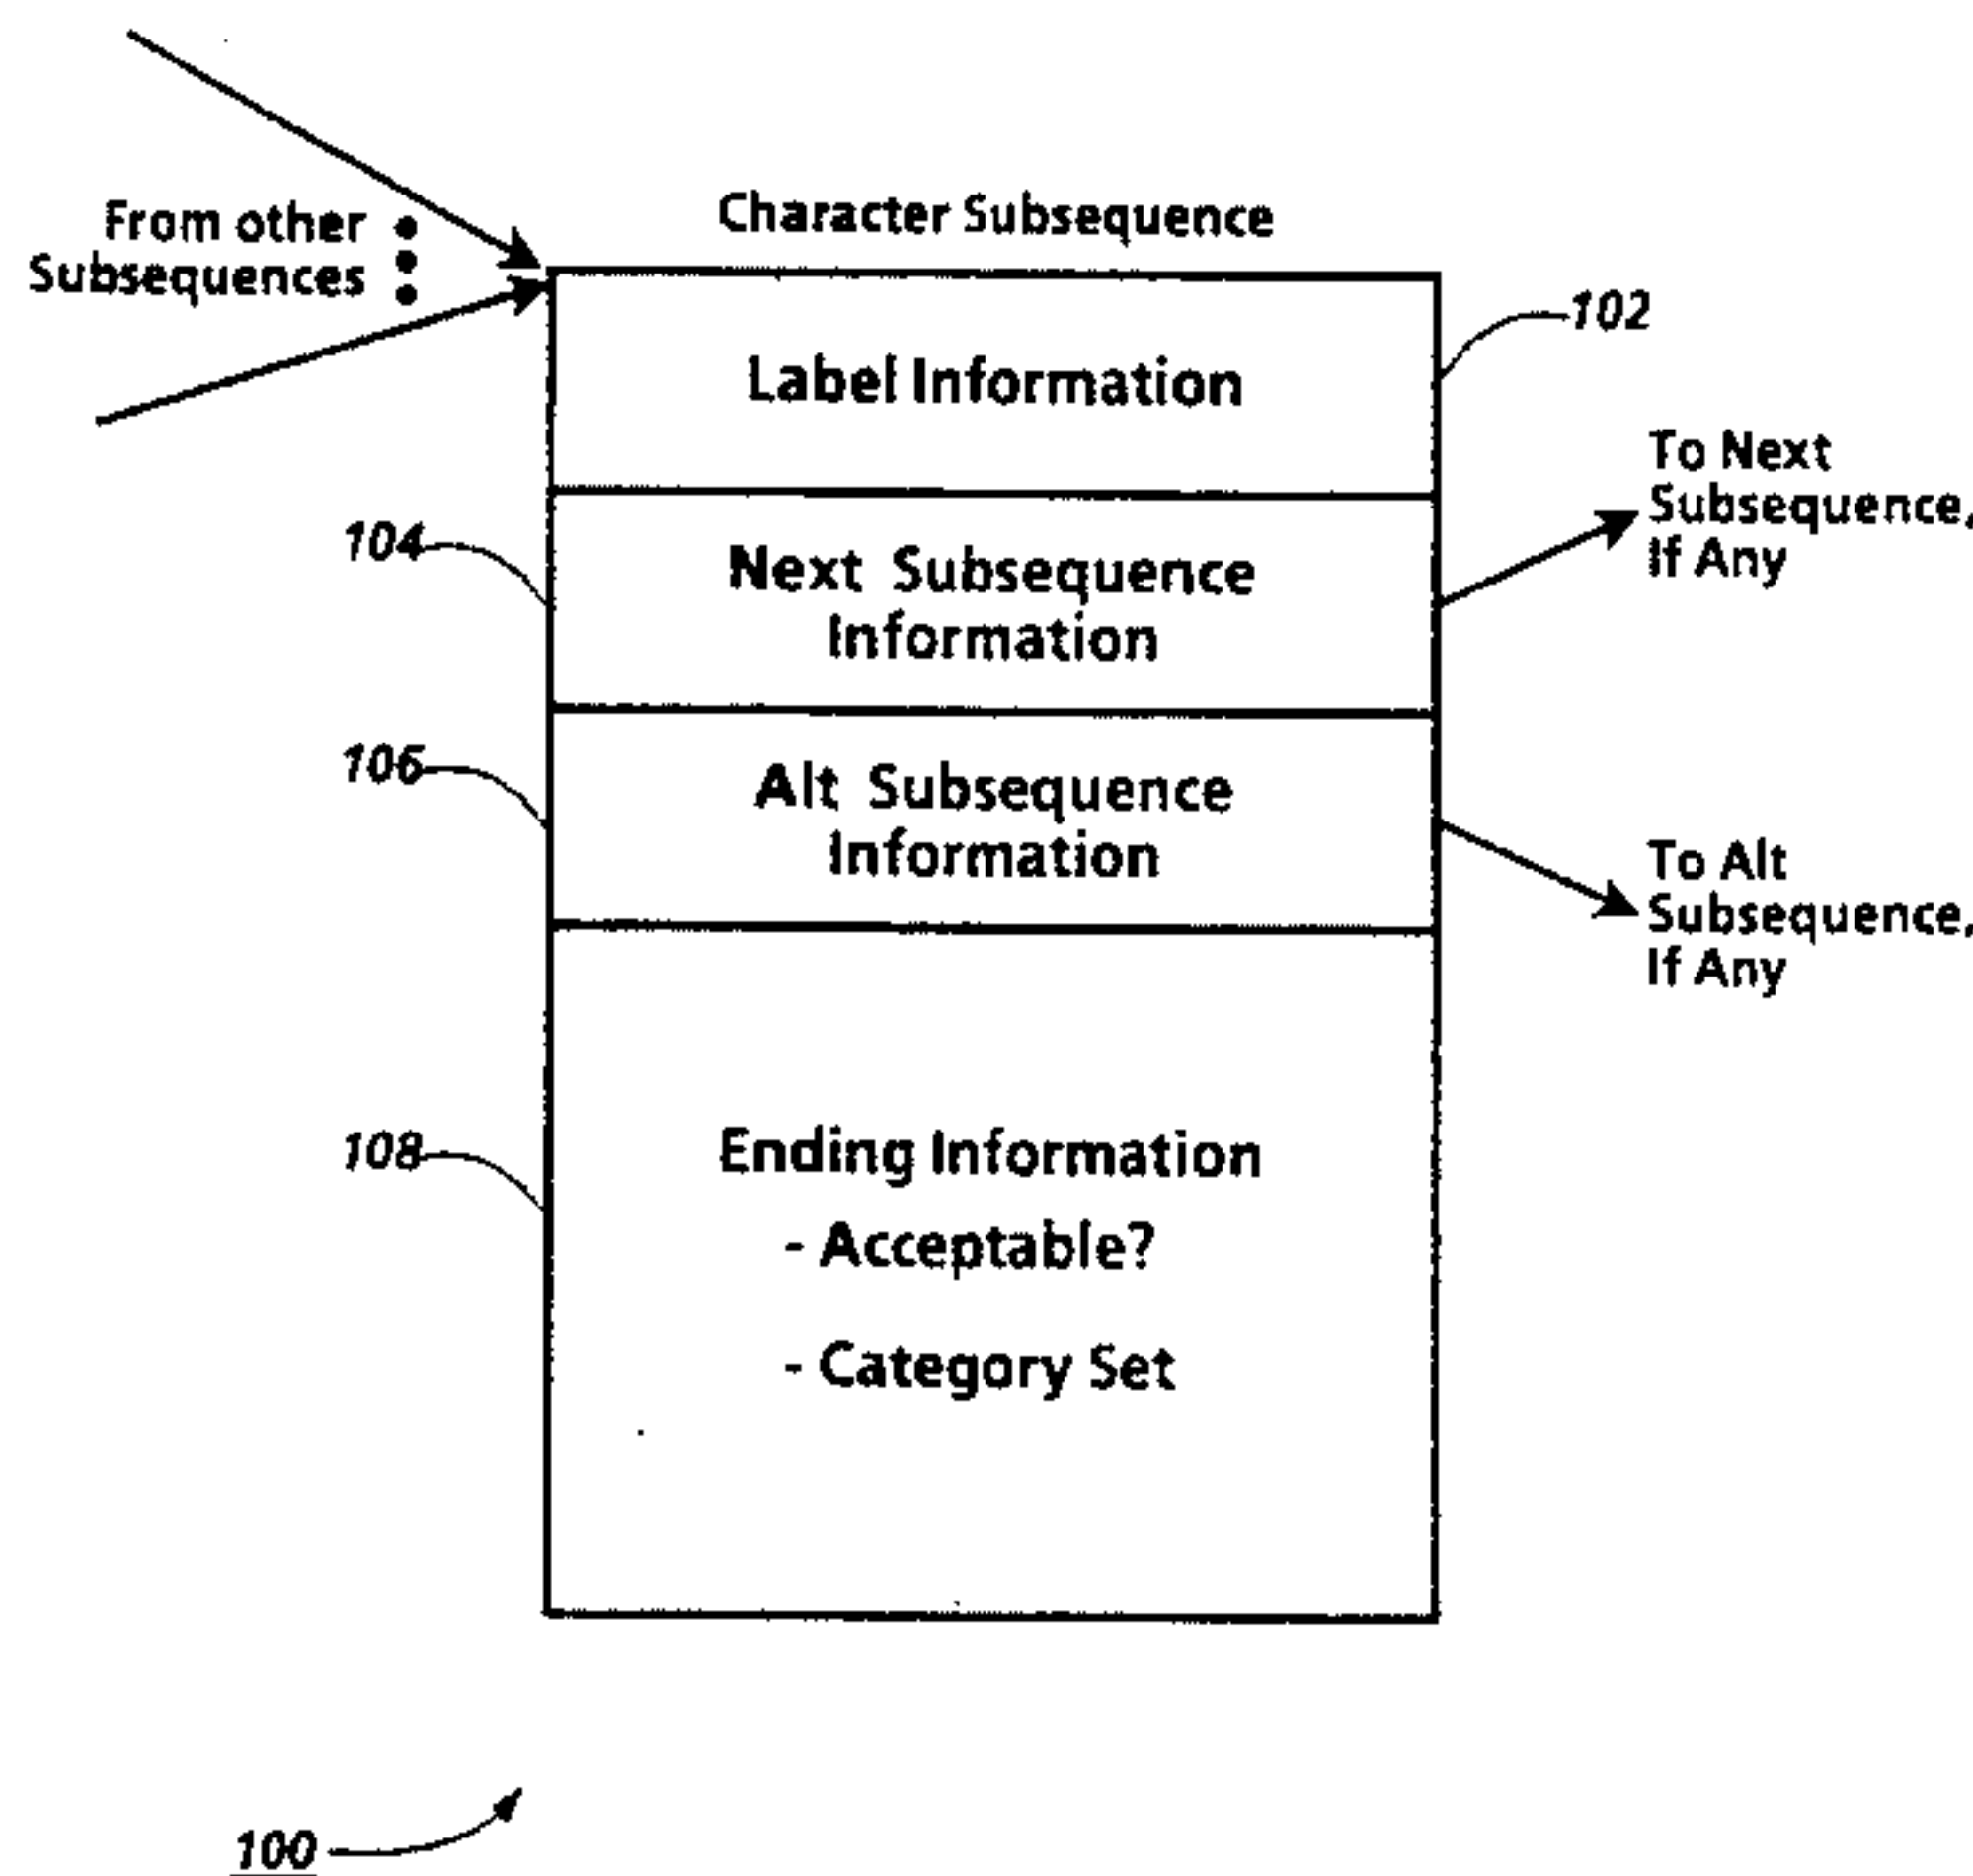 From other
Subsequences
Character Subsequence
Label Information
102
104
Next Subsequence
Information
To Next
Subsequence,
If Any
106
Alt Subsequence
Information
To Alt
Subsequence,
If Any
108
Ending Information
- Acceptable?
- Category Set
100